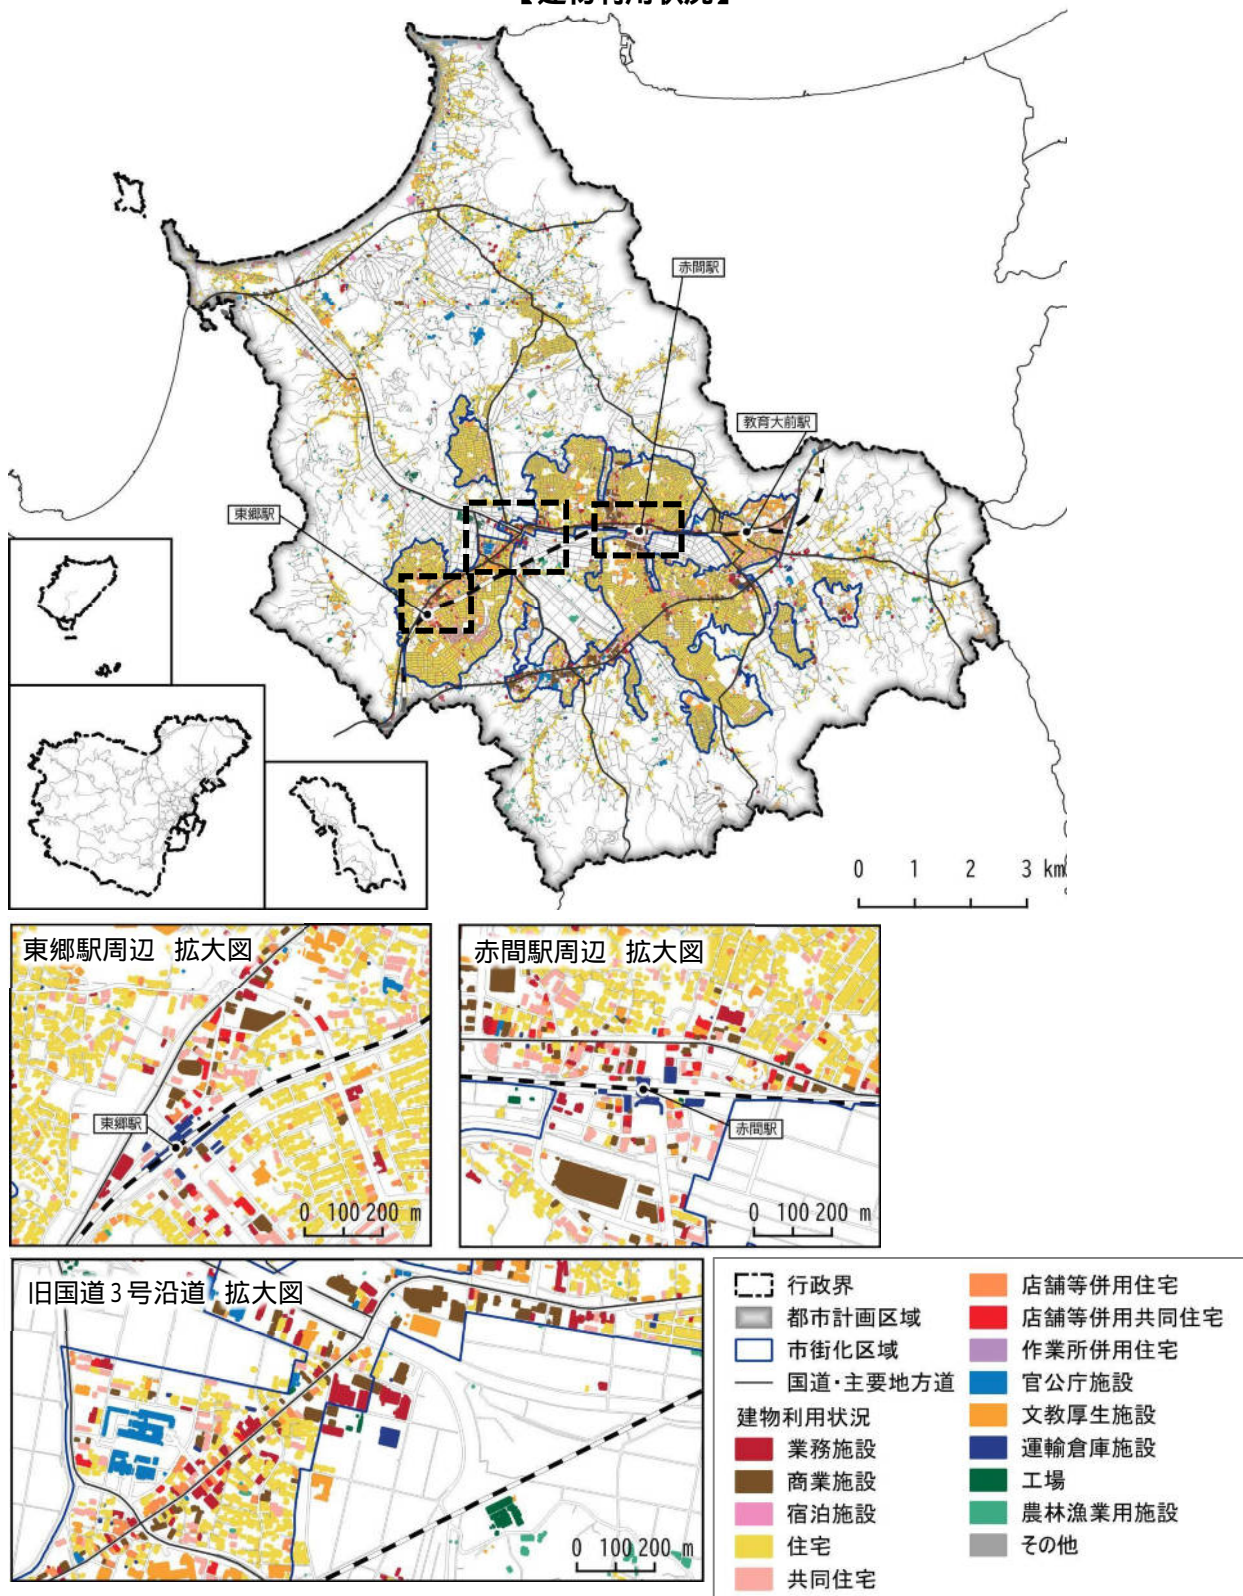 【建物利用状況】
赤間駅
教育大前駅
東郷駅
0 1 2 3 km
東郷駅周辺 拡大図
東郷駅
0 100 200 m
赤間駅周辺 拡大図
赤間駅
0 100 200 m
旧国道3号沿道 拡大図
0 100 200 m
行政界
都市計画区域
市街化区域
国道・主要地方道
建物利用状況
業務施設
商業施設
宿泊施設
住宅
共同住宅
店舗等併用住宅
店舗等併用共同住宅
作業所併用住宅
官公庁施設
文教厚生施設
運輸倉庫施設
工場
農林漁業用施設
その他